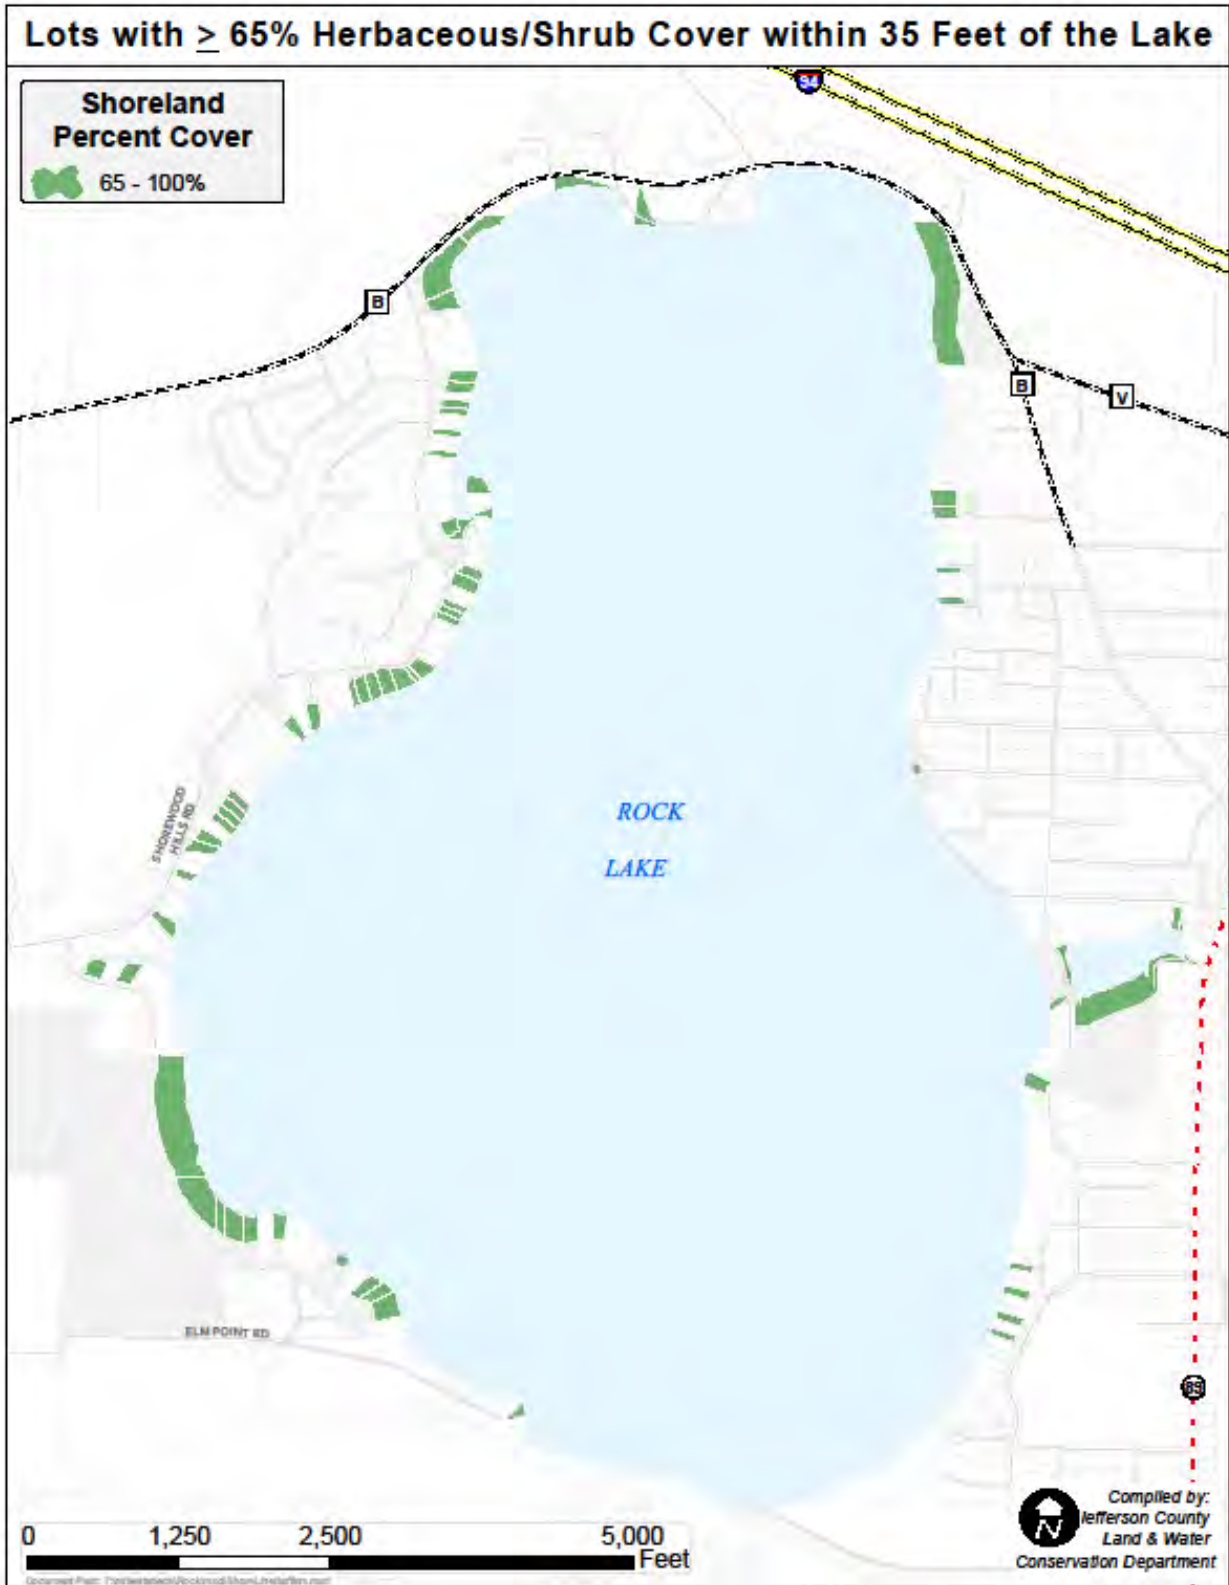 Lots with ≥ 65% Herbaceous/Shrub Cover within 35 Feet of the Lake
Shoreland
Percent Cover
65 - 100%
94
B
B
V
ROCK
LAKE
SHOREWOOD
HILLS RD
ELM POINT RD
89
0 1,250 2,500 5,000
Feet
N
Compiled by:
Jefferson County
Land & Water
Conservation Department